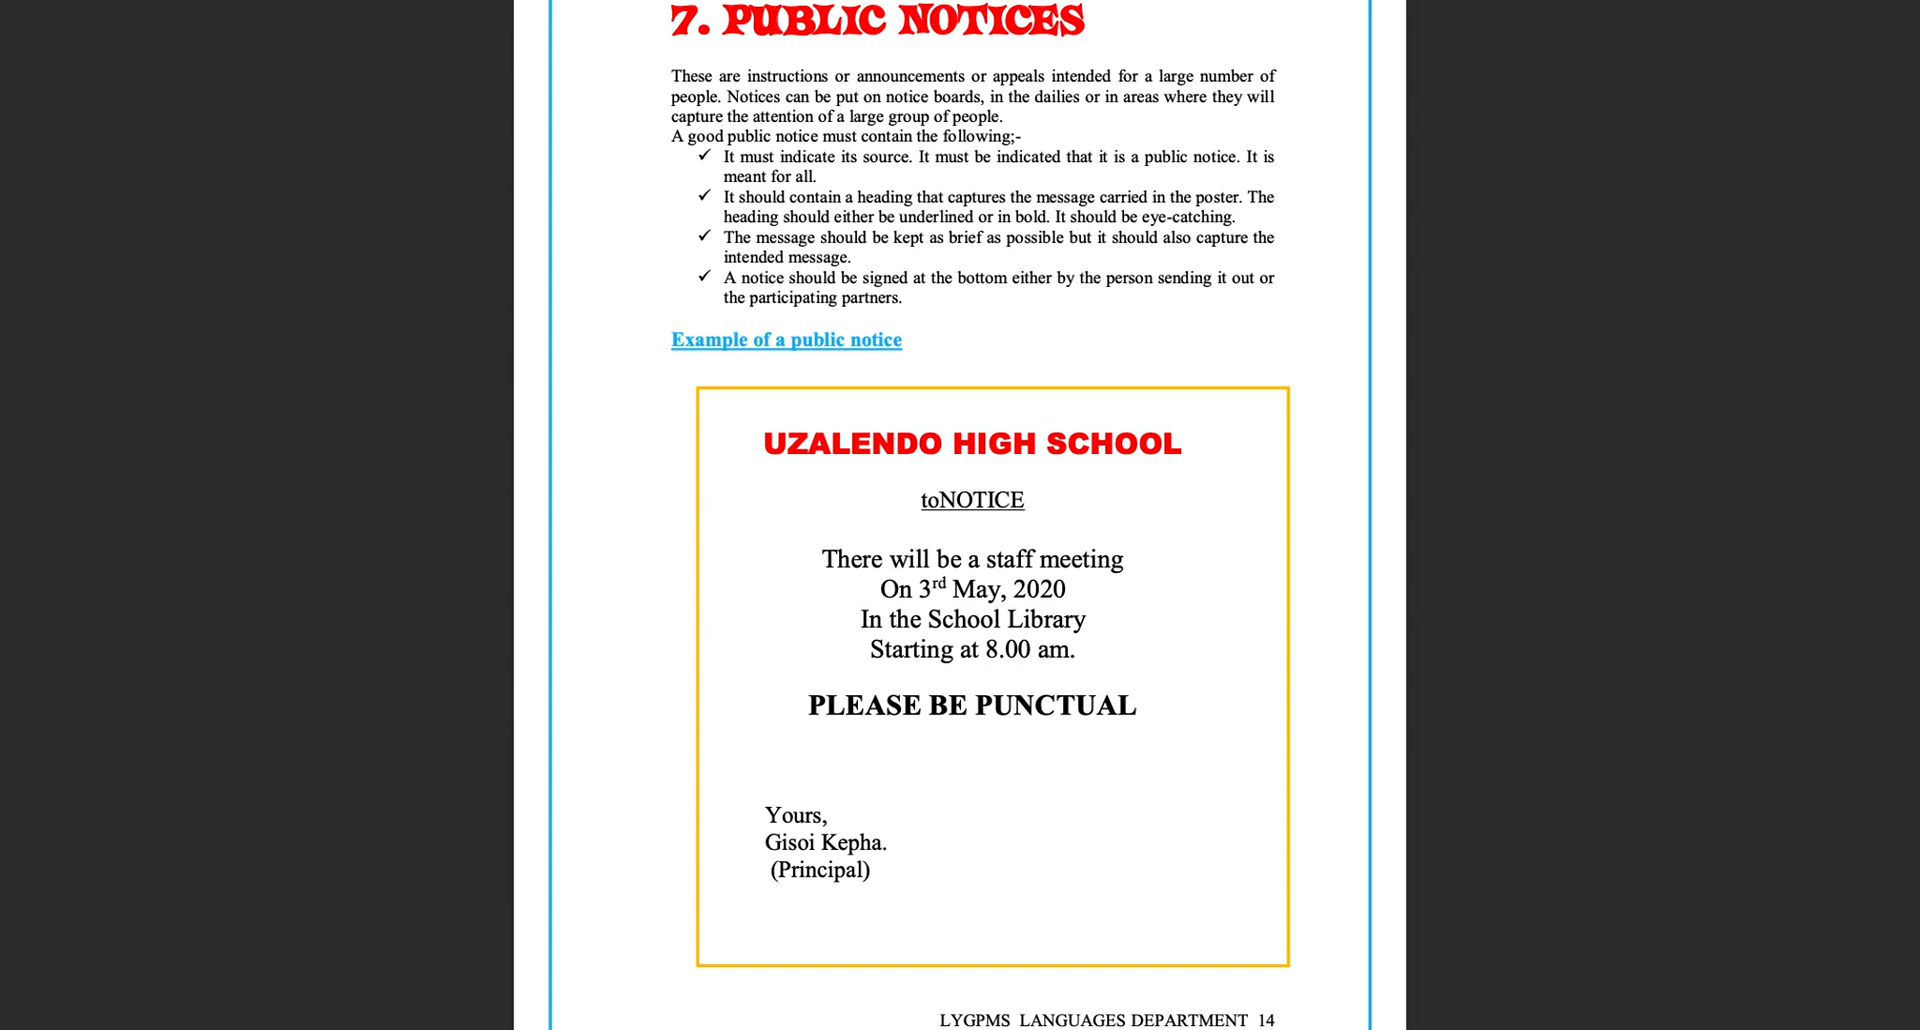 7. PUBLIC NOTICES
These are instructions or announcements or appeals intended for a large number of
people. Notices can be put on notice boards, in the dailies or in areas where they will
capture the attention of a large group of people.
A good public notice must contain the following;-
✓ It must indicate its source. It must be indicated that it is a public notice. It is
meant for all.
✓ It should contain a heading that captures the message carried in the poster. The
heading should either be underlined or in bold. It should be eye-catching.
✓ The message should be kept as brief as possible but it should also capture the
intended message.
✓ A notice should be signed at the bottom either by the person sending it out or
the participating partners.
Example of a public notice
UZALENDO HIGH SCHOOL
toNOTICE
There will be a staff meeting
On 3rd May, 2020
In the School Library
Starting at 8.00 am.
PLEASE BE PUNCTUAL
Yours,
Gisoi Kepha.
(Principal)
LYGPMS LANGUAGES DEPARTMENT 14